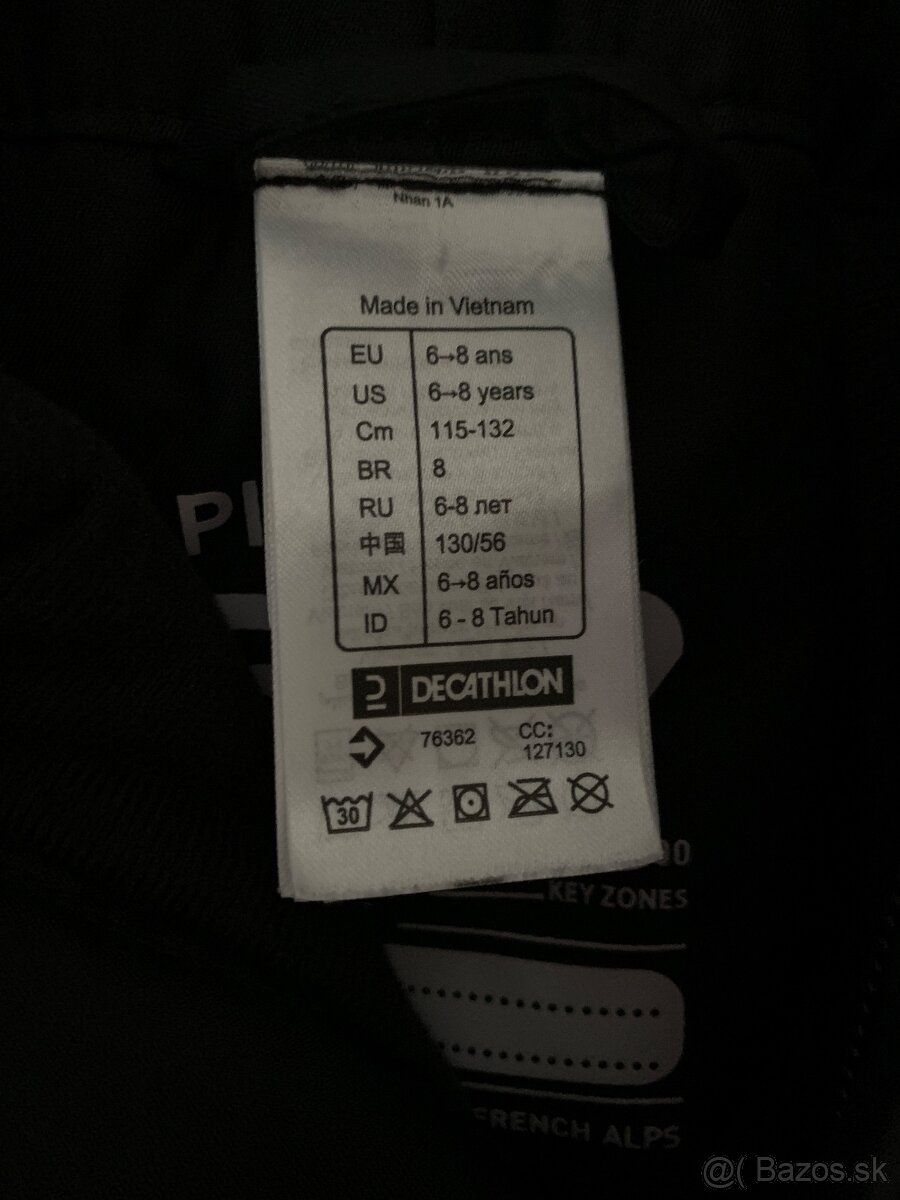 Nhan 1A
Made in Vietnam
EU 6→8 ans
US 6→8 years
Cm 115-132
BR 8
RU 6-8 лет
中国 130/56
MX 6→8 años
ID 6 - 8 Tahun
DECATHLON
76362 CC: 127130
30
KEY ZONES
FRENCH ALPS
@( Bazos.sk